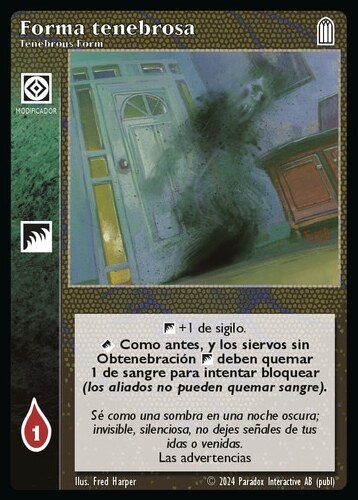 Forma tenebrosa
Tenebrous Form
MODIFICADOR
+1 de sigilo.
Como antes, y los siervos sin
Obtenebración deben quemar
1 de sangre para intentar bloquear
(los aliados no pueden quemar sangre).
Sé como una sombra en una noche oscura;
invisible, silenciosa, no dejes señales de tus
idas o venidas.
Las advertencias
1
Ilus. Fred Harper
© 2024 Paradox Interactive AB (publ)